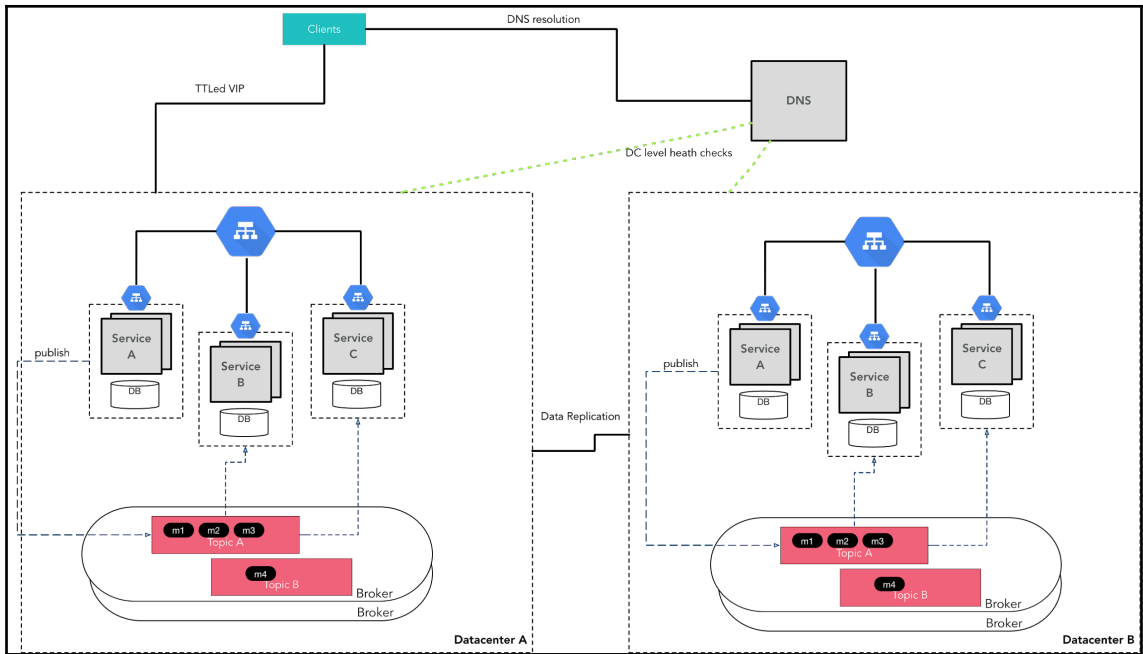 DNS resolution
Clients
TTLed VIP
DNS
DC level heath checks
Service
A
DB
publish
Service
B
DB
Service
C
DB
m1 m2 m3
Topic A
m4
Topic B
Broker
Broker
Datacenter A
Data Replication
Service
A
DB
publish
Service
B
DB
Service
C
DB
m1 m2 m3
Topic A
m4
Topic B
Broker
Broker
Datacenter B